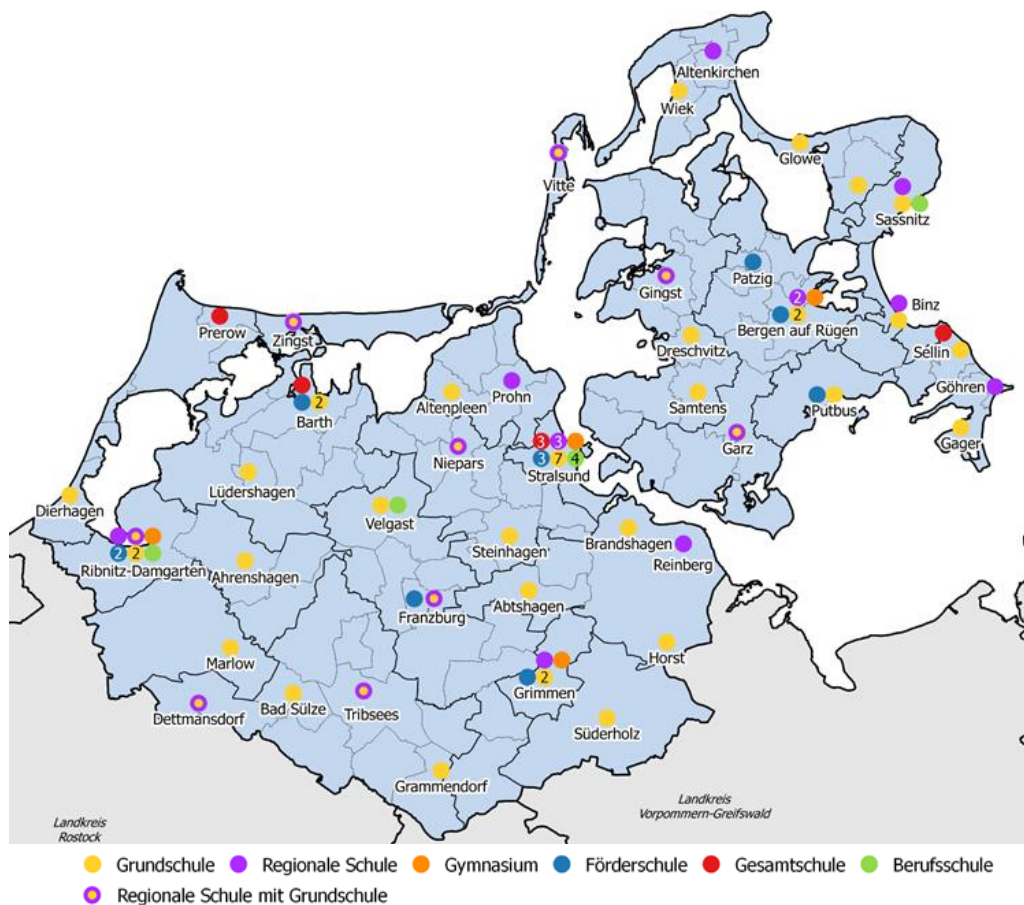 Altenkirchen
Wiek
Glowe
Vitte
Sassnitz
Patzig
Gingst
2
Binz
Prerow
Zingst
2
Bergen auf Rügen
Dreschvitz
Séllin
Göhren
Prohn
2
Barth
Altenpleen
Samtens
Putbus
Garz
Gager
3 3
Niepars
3 7 4
Stralsund
Lüdershagen
Dierhagen
Velgast
Steinhagen
Brandshagen
Reinberg
2 2
Ribnitz-Damgarten
Ahrenshagen
Abtshagen
Franzburg
Horst
Marlow
2
Grimmen
Bad Sülze
Tribsees
Dettmansdorf
Süderholz
Grammendorf
Landkreis
Vorpommern-Greifswald
Landkreis
Rostock
Grundschule Regionale Schule Gymnasium Förderschule Gesamtschule Berufsschule
Regionale Schule mit Grundschule